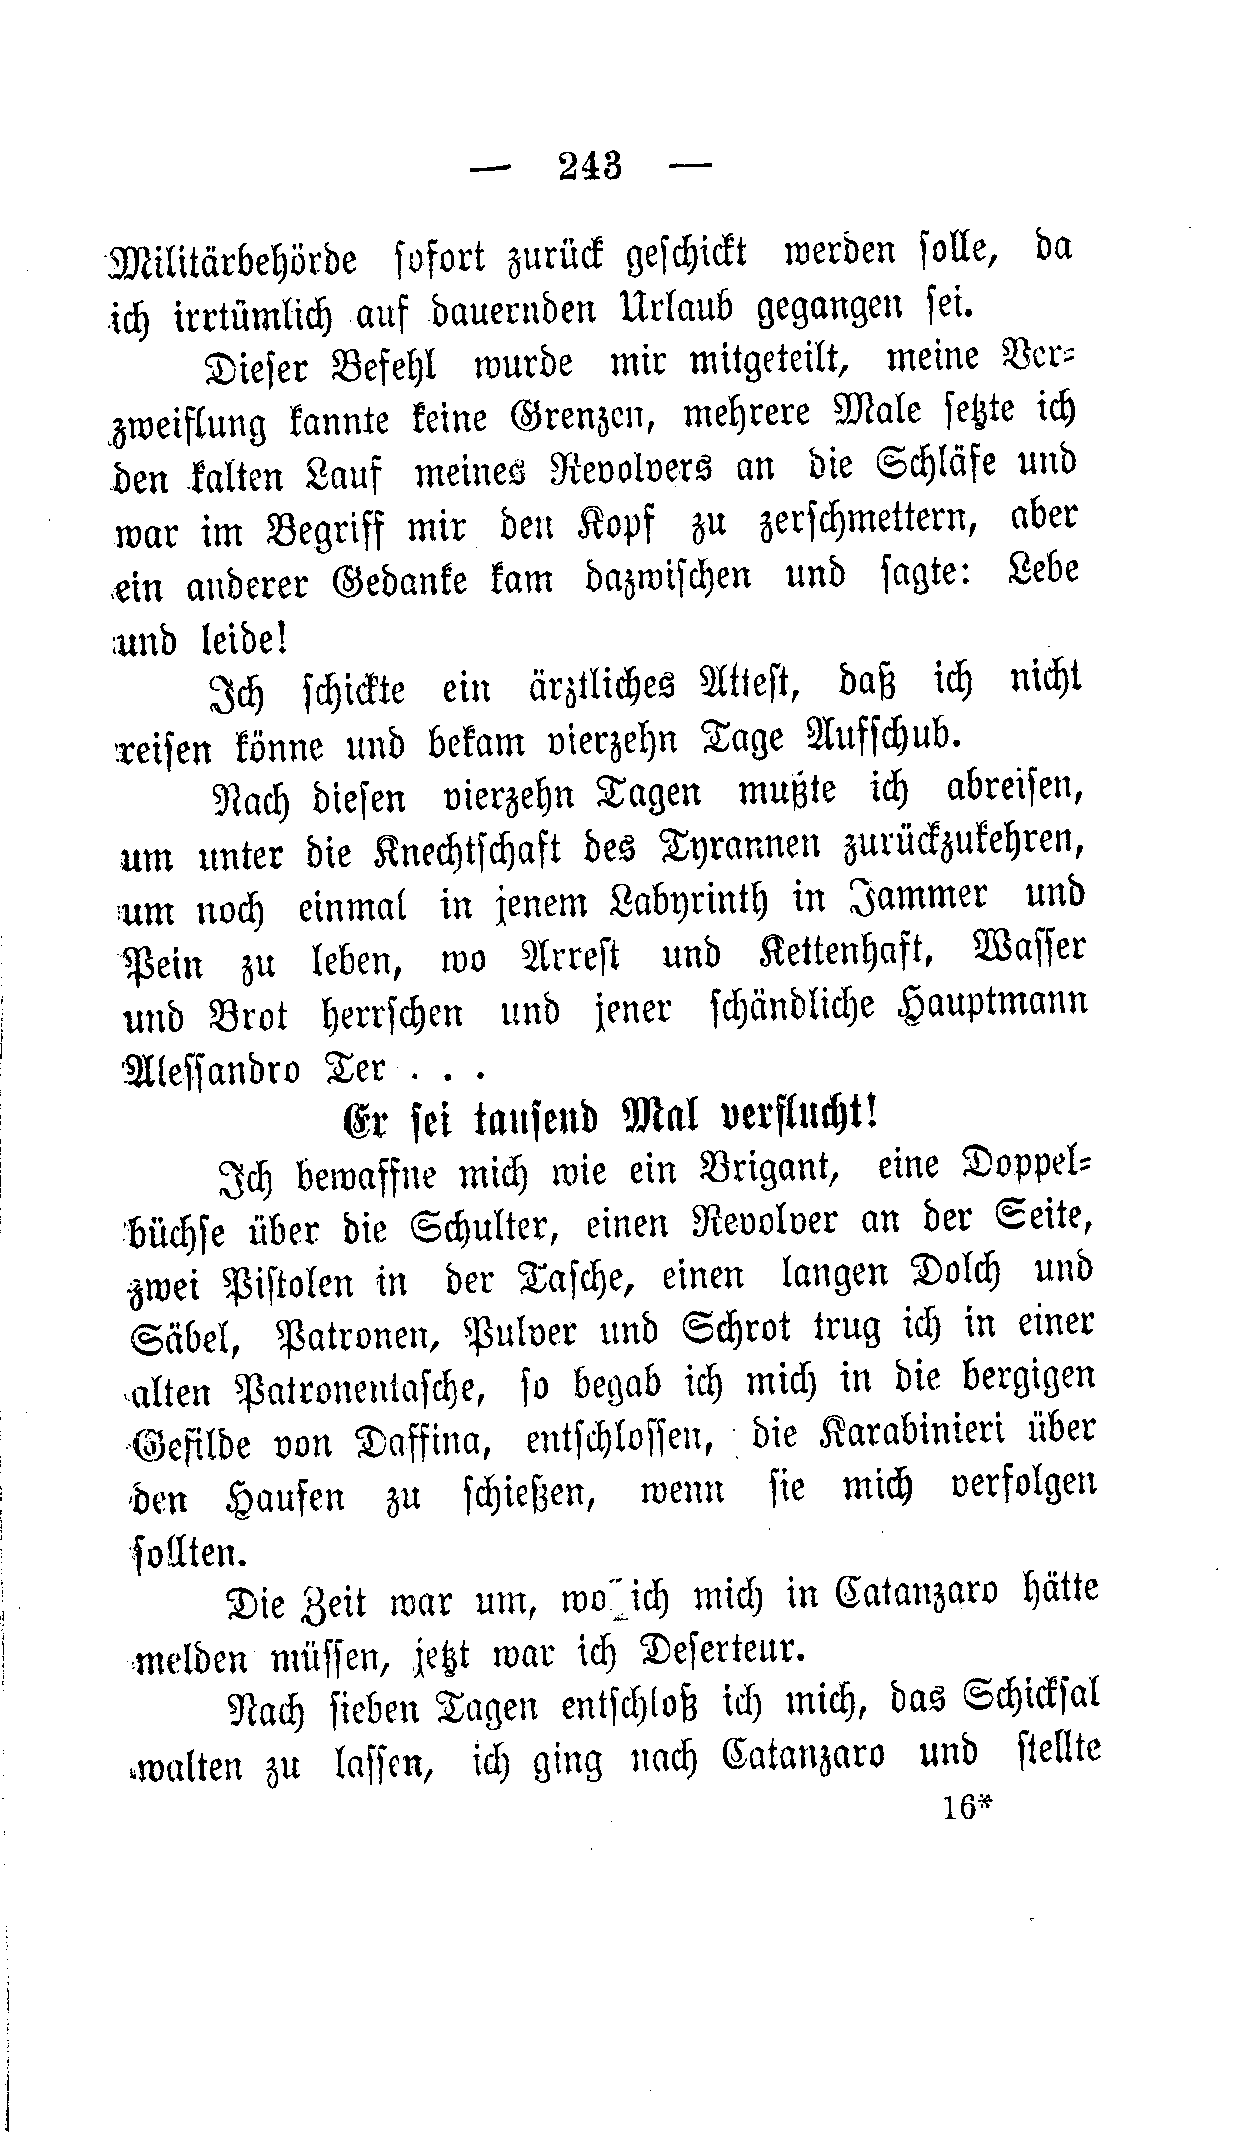 — 243 —
Militärbehörde sofort zurück geschickt werden solle, da
ich irrtümlich auf dauernden Urlaub gegangen sei.
Dieser Befehl wurde mir mitgeteilt, meine Ver-
zweiflung kannte keine Grenzen, mehrere Male setzte ich
den kalten Lauf meines Revolvers an die Schläfe und
war im Begriff mir den Kopf zu zerschmettern, aber
ein anderer Gedanke kam dazwischen und sagte: Lebe
und leide!
Ich schickte ein ärztliches Attest, daß ich nicht
reisen könne und bekam vierzehn Tage Aufschub.
Nach diesen vierzehn Tagen mußte ich abreisen,
um unter die Knechtschaft des Tyrannen zurückzukehren,
um noch einmal in jenem Labyrinth in Jammer und
Pein zu leben, wo Arrest und Kettenhaft, Wasser
und Brot herrschen und jener schändliche Hauptmann
Alessandro Ter . . .
Er sei tausend Mal verflucht!
Ich bewaffne mich wie ein Brigant, eine Doppel-
büchse über die Schulter, einen Revolver an der Seite,
zwei Pistolen in der Tasche, einen langen Dolch und
Säbel, Patronen, Pulver und Schrot trug ich in einer
alten Patronentasche, so begab ich mich in die bergigen
Gefilde von Daffina, entschlossen, die Karabinieri über
den Haufen zu schießen, wenn sie mich verfolgen
sollten.
Die Zeit war um, wo ich mich in Catanzaro hätte
melden müssen, jetzt war ich Deserteur.
Nach sieben Tagen entschloß ich mich, das Schicksal
walten zu lassen, ich ging nach Catanzaro und stellte
16*